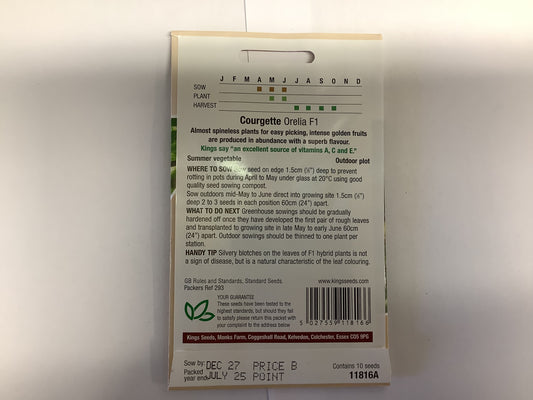 J F M A M J J A S O N D
SOW
PLANT
HARVEST
Courgette Orelia F1
Almost spineless plants for easy picking, intense golden fruits
are produced in abundance with a superb flavour.
Kings say "an excellent source of vitamins A, C and E."
Summer vegetable Outdoor plot
WHERE TO SOW Sow seed on edge 1.5cm (½") deep to prevent
rotting in pots during April to May under glass at 20°C using good
quality seed sowing compost.
Sow outdoors mid-May to June direct into growing site 1.5cm (½")
deep 2 to 3 seeds in each position 60cm (24") apart.
WHAT TO DO NEXT Greenhouse sowings should be gradually
hardened off once they have developed the first pair of rough leaves
and transplanted to growing site in late May to early June 60cm
(24") apart. Outdoor sowings should be thinned to one plant per
station.
HANDY TIP Silvery blotches on the leaves of F1 hybrid plants is not
a sign of disease, but is a natural characteristic of the leaf colouring.
GB Rules and Standards, Standard Seeds.
Packers Ref 293
www.kingsseeds.com
YOUR GUARANTEE
These seeds have been tested to the
highest standards, but should they fail
to satisfy please return this packet with
your complaint to the address below
5 027559 118166
Kings Seeds, Monks Farm, Coggeshall Road, Kelvedon, Colchester, Essex CO5 9PG
Sow by: DEC 27 PRICE B
Packed
year end JULY 25 POINT
Contains 10 seeds
11816A